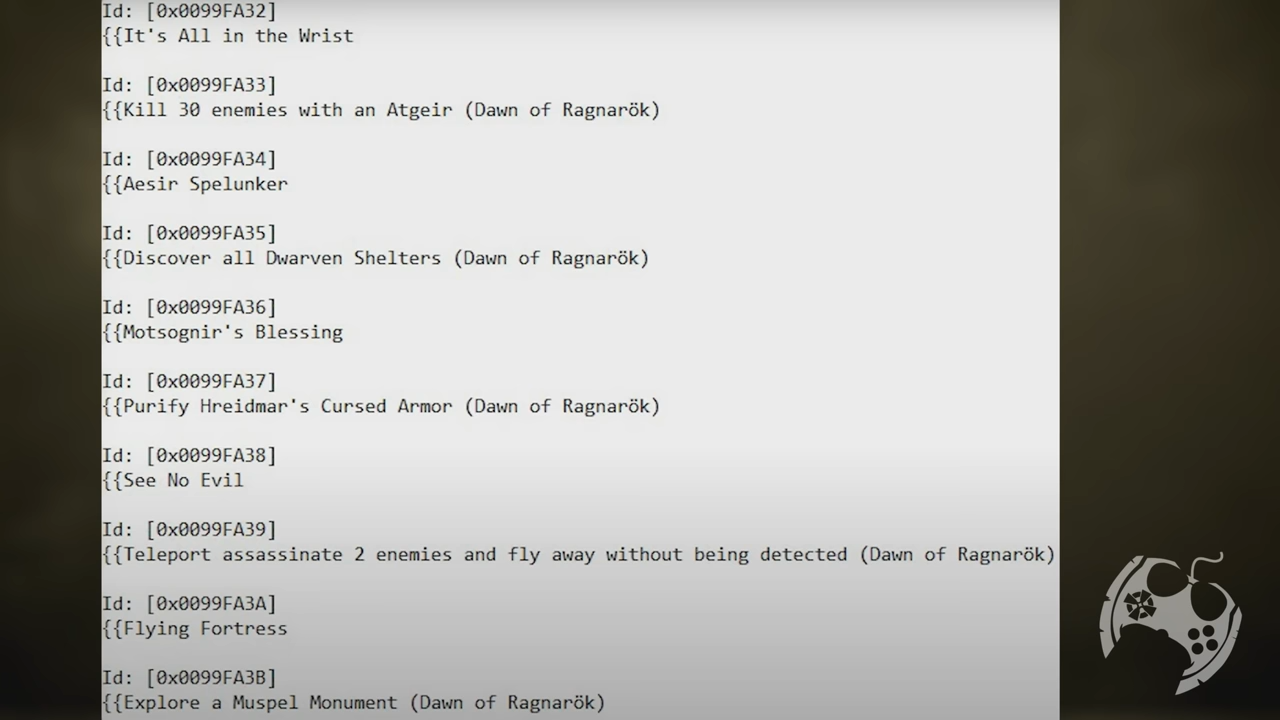 Id: [0x0099FA32]
{{It's All in the Wrist
Id: [0x0099FA33]
{{Kill 30 enemies with an Atgeir (Dawn of Ragnarök)
Id: [0x0099FA34]
{{Aesir Spelunker
Id: [0x0099FA35]
{{Discover all Dwarven Shelters (Dawn of Ragnarök)
Id: [0x0099FA36]
{{Motsognir's Blessing
Id: [0x0099FA37]
{{Purify Hreidmar's Cursed Armor (Dawn of Ragnarök)
Id: [0x0099FA38]
{{See No Evil
Id: [0x0099FA39]
{{Teleport assassinate 2 enemies and fly away without being detected (Dawn of Ragnarök)
Id: [0x0099FA3A]
{{Flying Fortress
Id: [0x0099FA3B]
{{Explore a Muspel Monument (Dawn of Ragnarök)